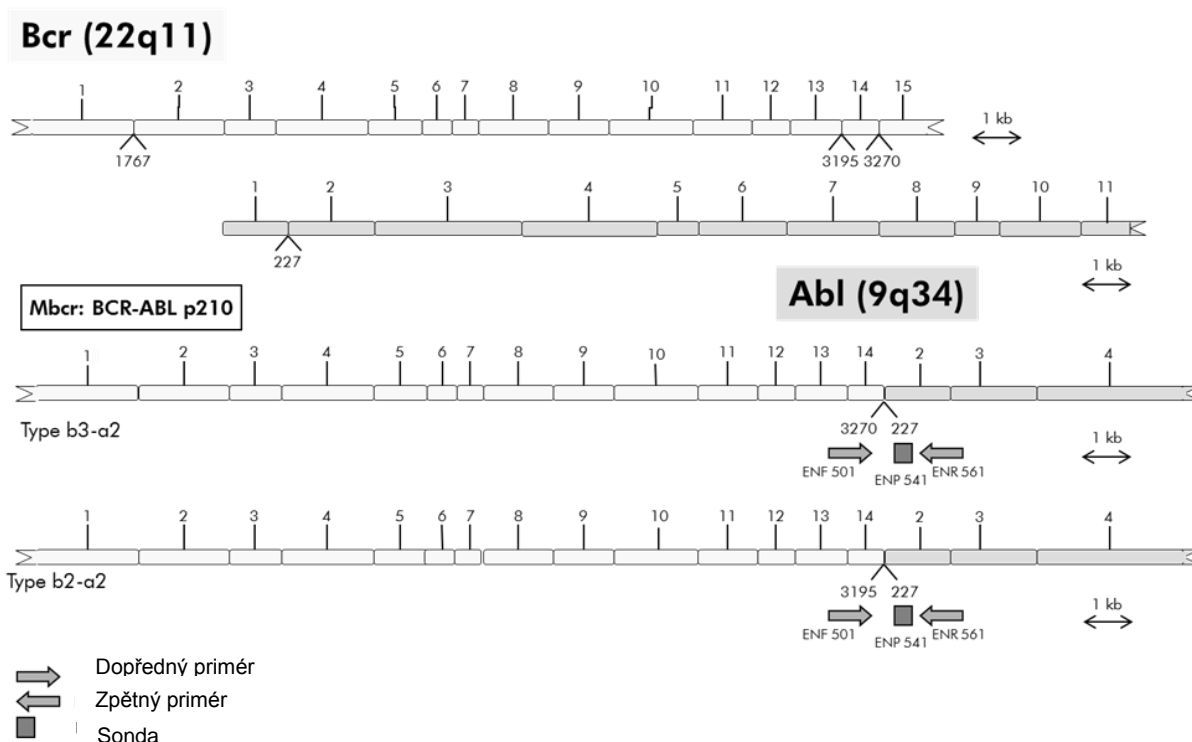 Bcr (22q11)
1 2 3 4 5 6 7 8 9 10 11 12 13 14 15
1767 3195 3270
1 kb
1 2 3 4 5 6 7 8 9 10 11
227
1 kb
Mbcr: BCR-ABL p210
Abl (9q34)
1 2 3 4 5 6 7 8 9 10 11 12 13 14 2 3 4
Type b3-a2
3270 227
1 kb
ENF 501 ENP 541 ENR 561
1 2 3 4 5 6 7 8 9 10 11 12 13 14 2 3 4
Type b2-a2
3195 227
1 kb
ENF 501 ENP 541 ENR 561
Dopředný primér
Zpětný primér
Sonda